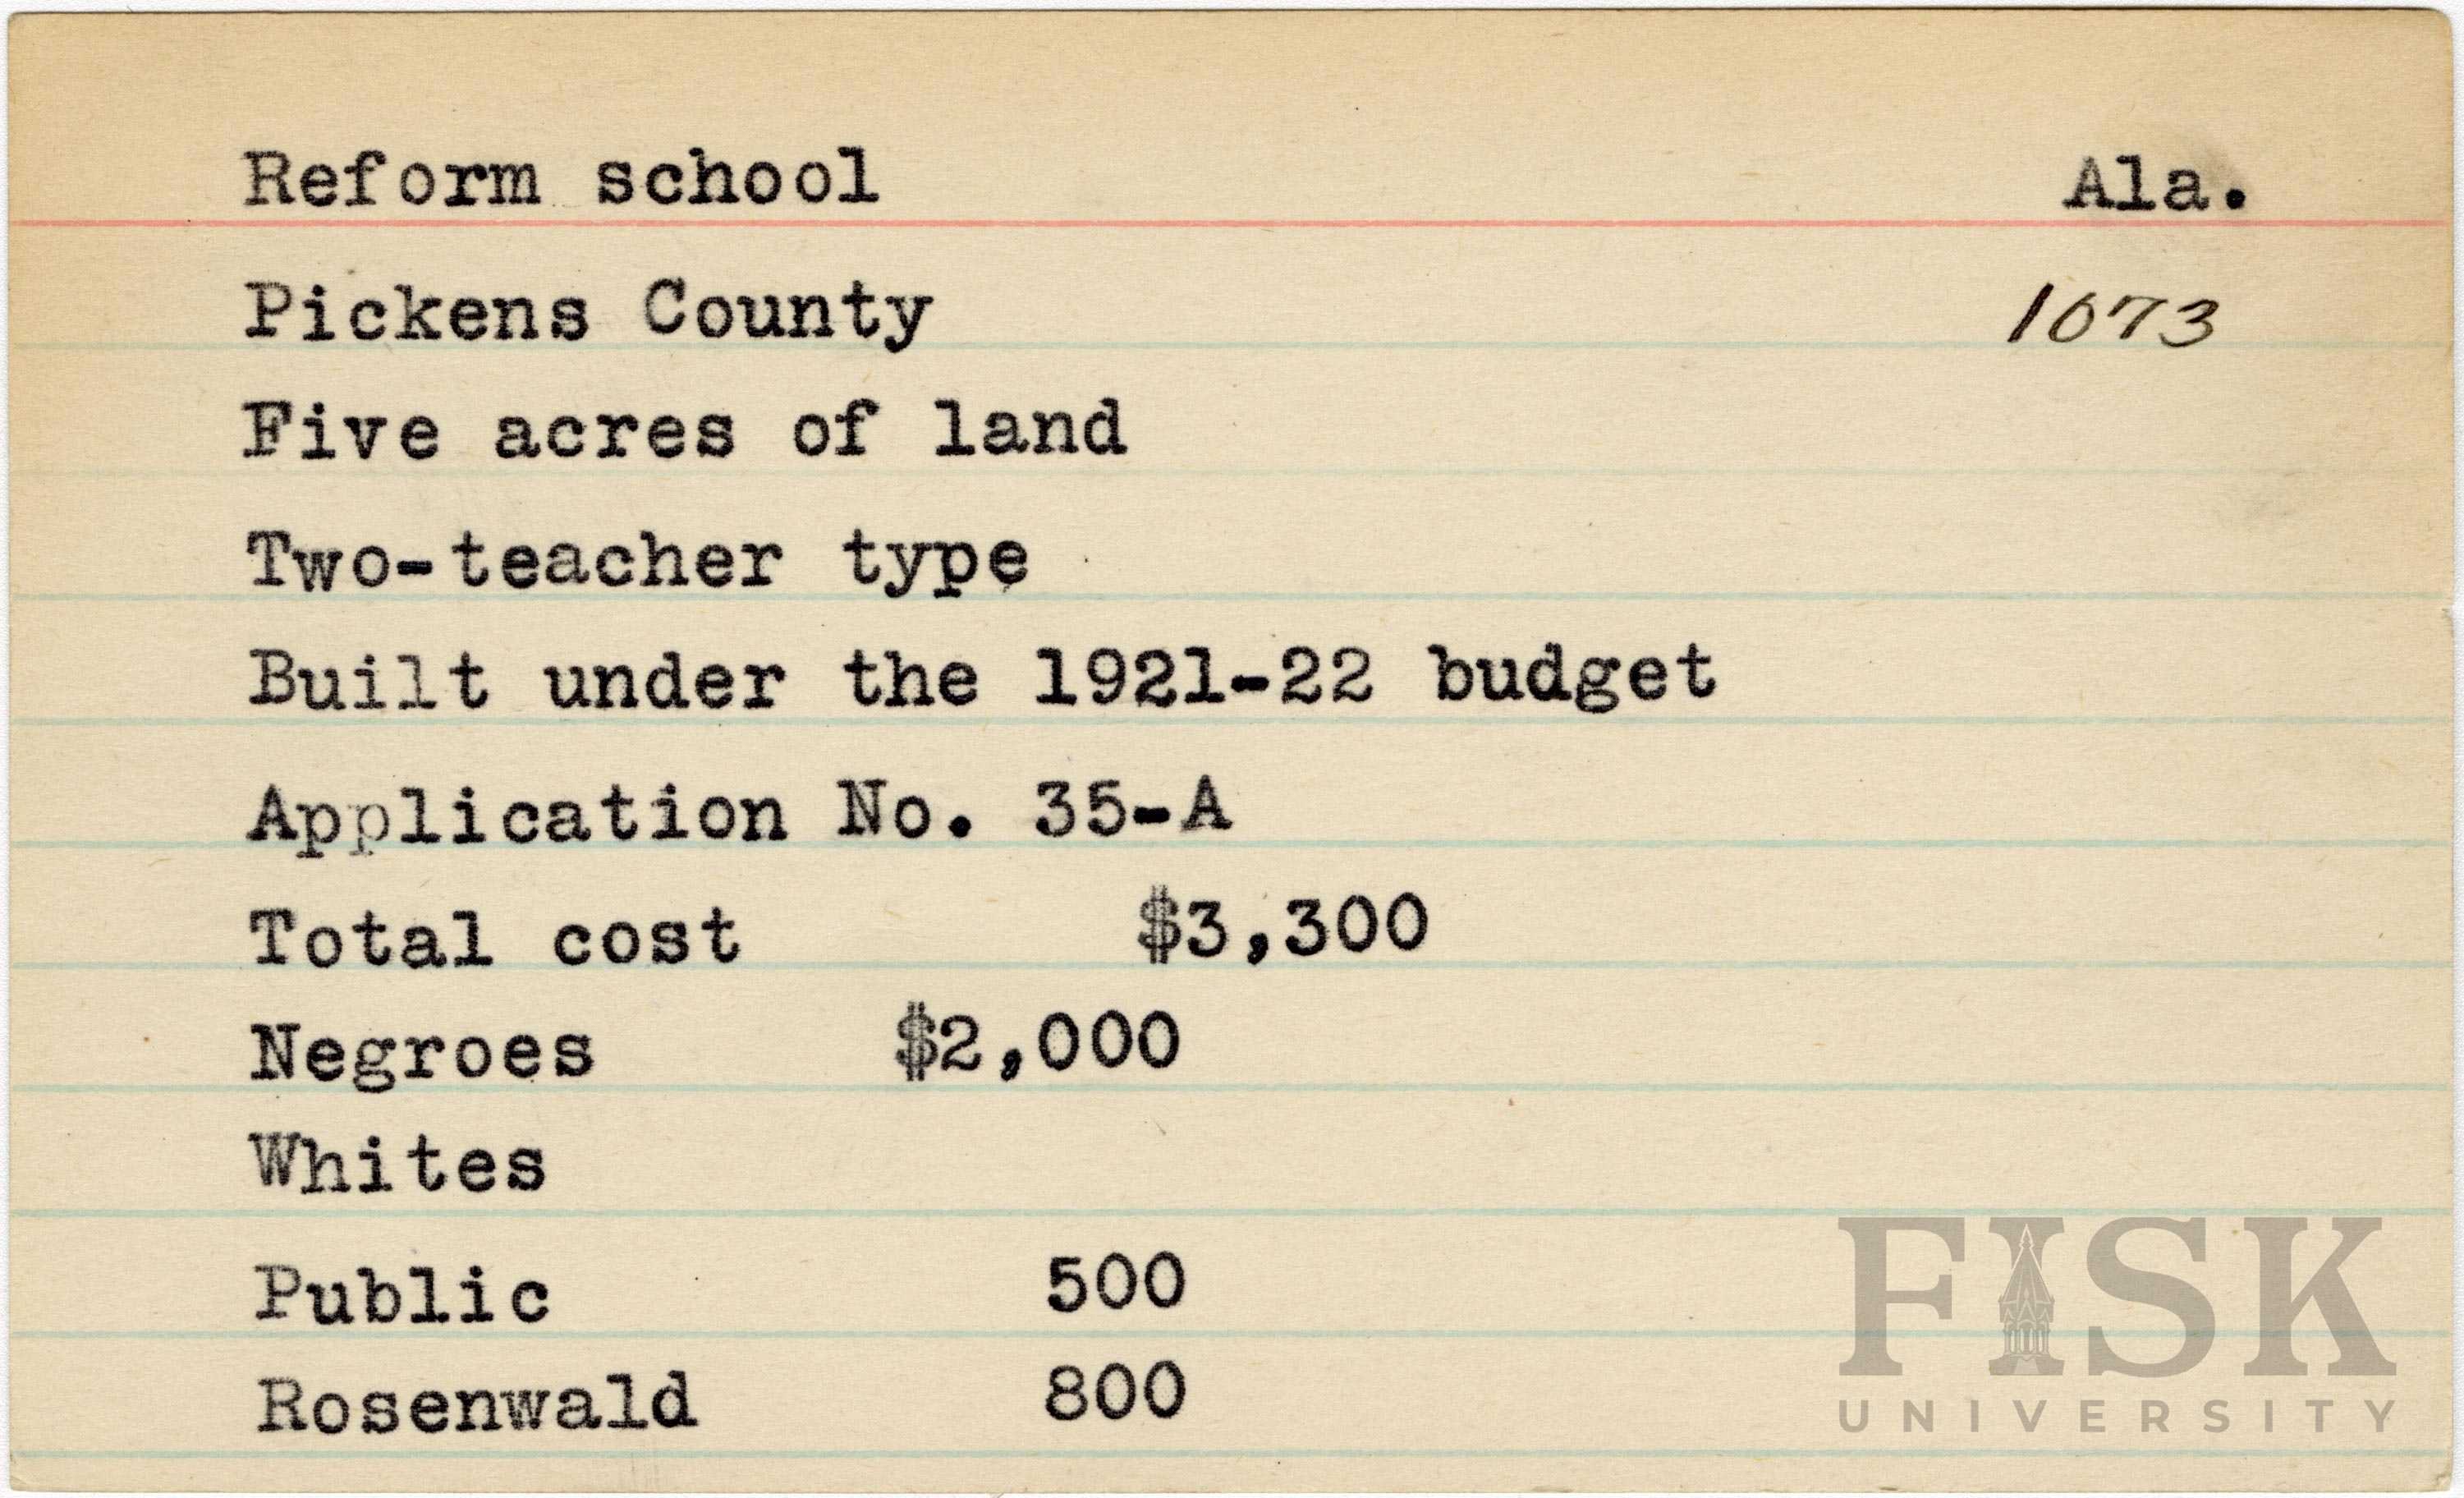 Reform school Ala.
Pickens County 1073
Five acres of land
Two-teacher type
Built under the 1921-22 budget
Application No. 35-A
Total cost $3,300
Negroes $2,000
Whites
Public 500
Rosenwald 800
FISK
UNIVERSITY